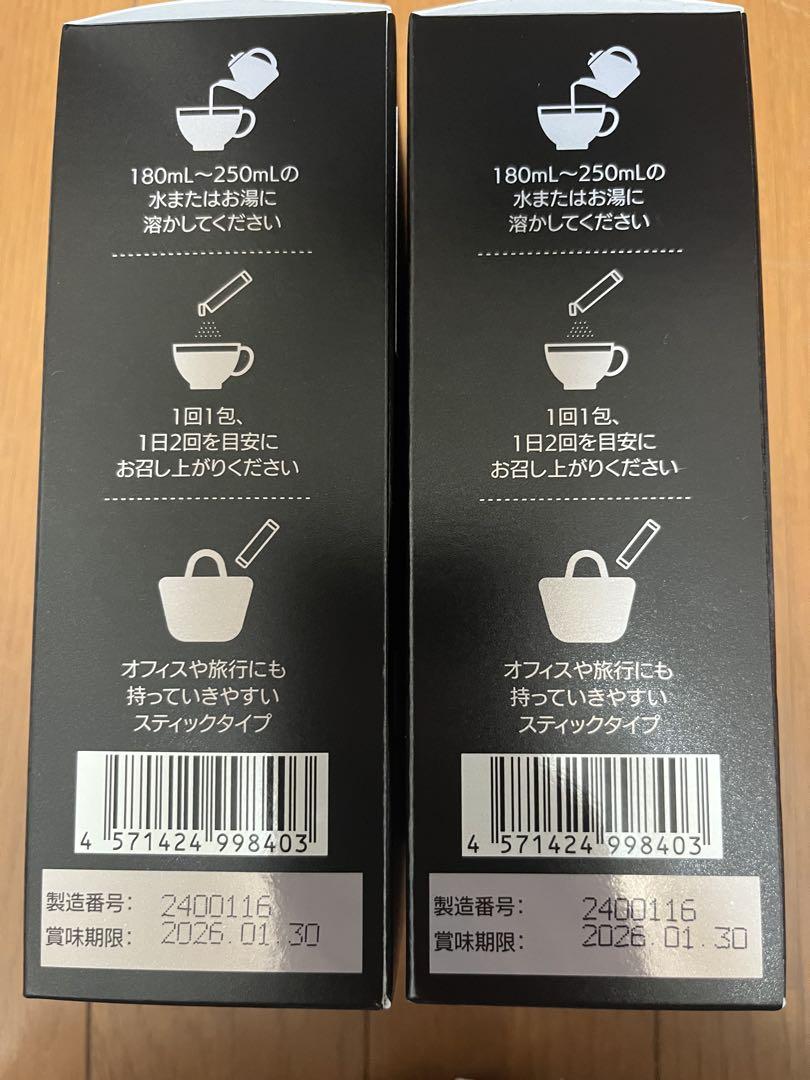 180mL〜250mLの
水またはお湯に
溶かしてください
1回1包、
1日2回を目安に
お召し上がりください
オフィスや旅行にも
持っていきやすい
スティックタイプ
4 571424 998403
製造番号： 2400116
賞味期限： 2026.01.30
180mL〜250mLの
水またはお湯に
溶かしてください
1回1包、
1日2回を目安に
お召し上がりください
オフィスや旅行にも
持っていきやすい
スティックタイプ
4 571424 998403
製造番号： 2400116
賞味期限： 2026.01.30